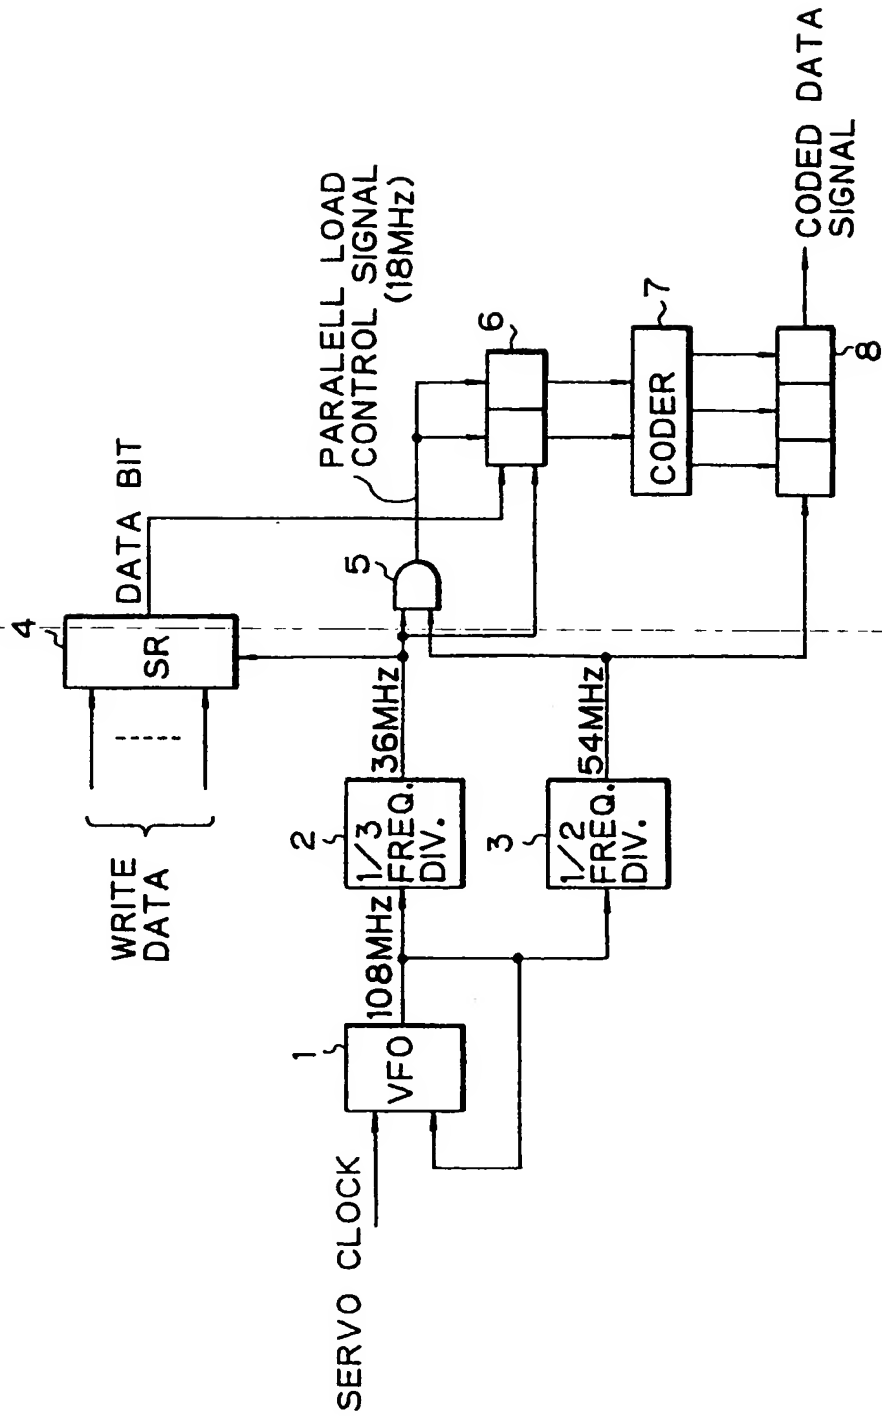 SERVO CLOCK
1
VFO
108MHz
2
1/3
FREQ.
DIV.
36MHz
3
1/2
FREQ.
DIV.
54MHz
WRITE
DATA
4
SR
DATA BIT
5
PARALELL LOAD
CONTROL SIGNAL
(18MHz)
6
7
CODER
8
CODED DATA
SIGNAL